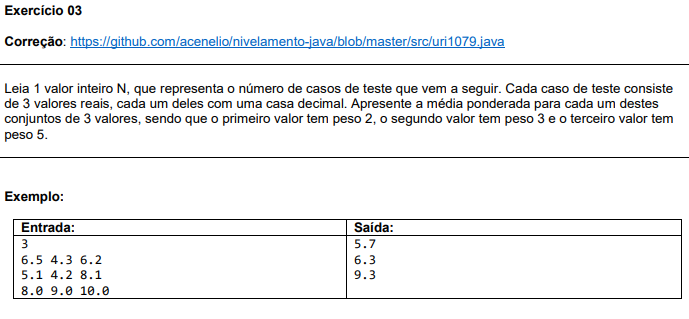 Exercício 03
Correção: https://github.com/acenelio/nivelamento-java/blob/master/src/uri1079.java
Leia 1 valor inteiro N, que representa o número de casos de teste que vem a seguir. Cada caso de teste consiste
de 3 valores reais, cada um deles com uma casa decimal. Apresente a média ponderada para cada um destes
conjuntos de 3 valores, sendo que o primeiro valor tem peso 2, o segundo valor tem peso 3 e o terceiro valor tem
peso 5.
Exemplo:
Entrada: Saída:
3 5.7
6.5 4.3 6.2 6.3
5.1 4.2 8.1 9.3
8.0 9.0 10.0